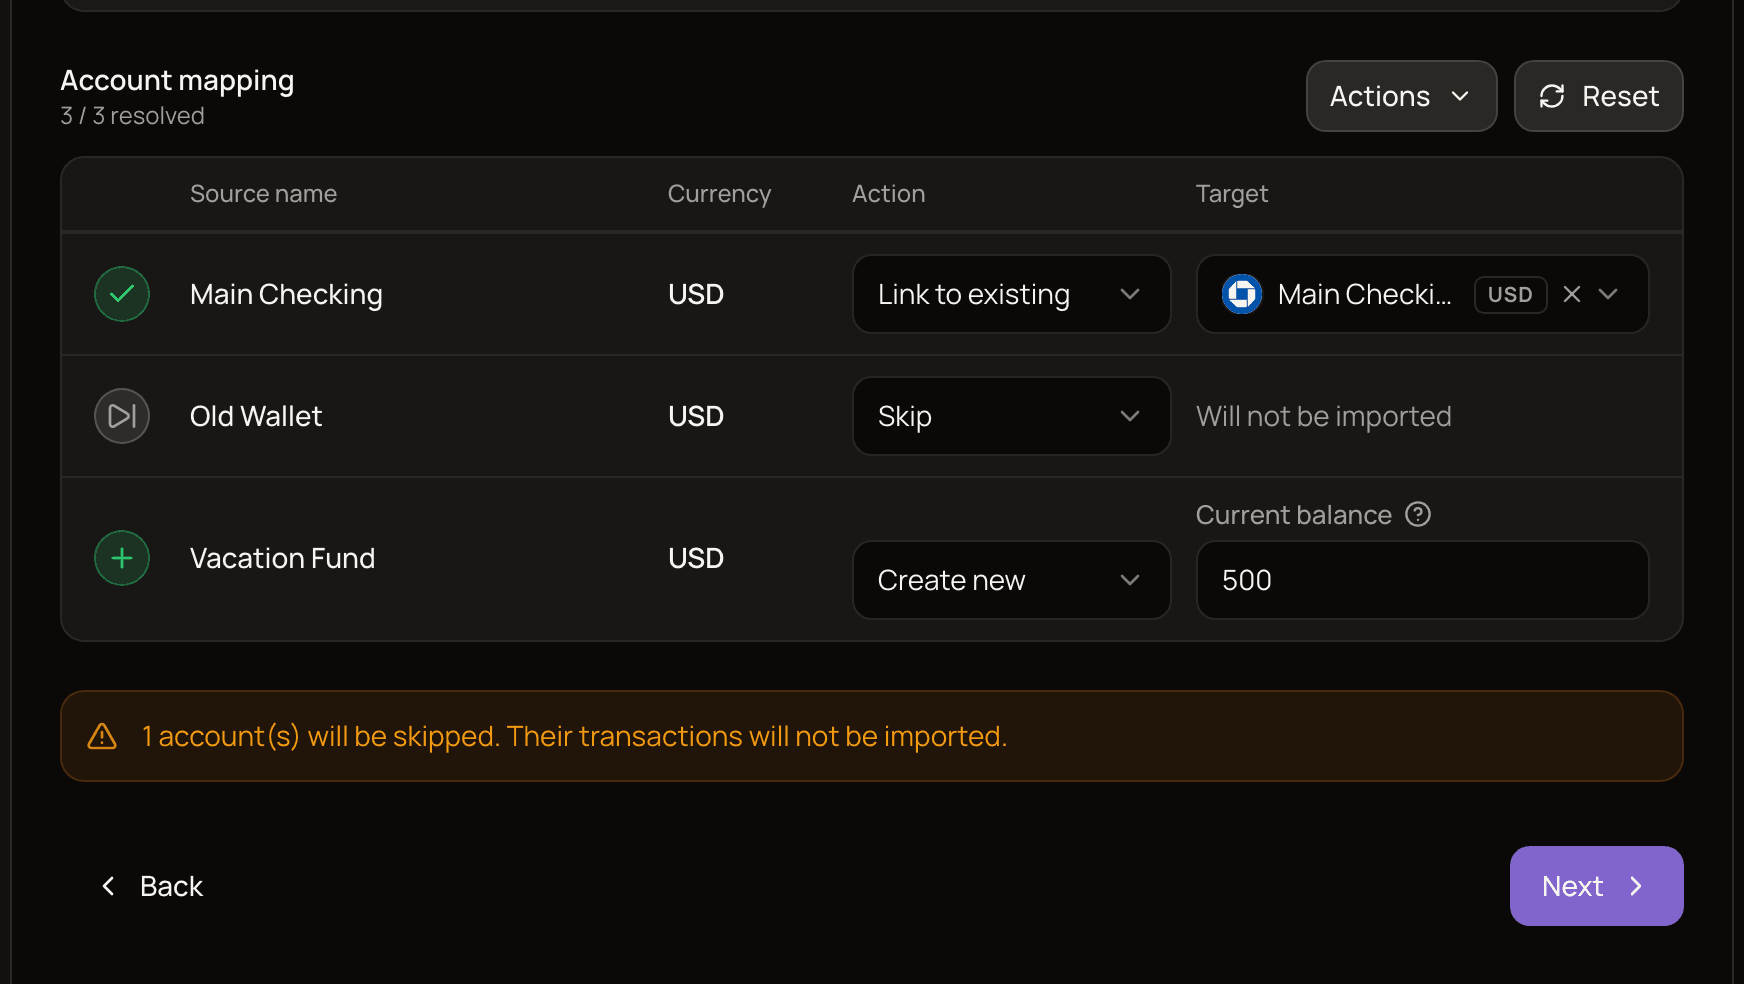 Account mapping
3 / 3 resolved
Actions
Reset
Source name Currency Action Target
Main Checking USD Link to existing Main Checki... USD
Old Wallet USD Skip Will not be imported
Current balance
Vacation Fund USD Create new 500
1 account(s) will be skipped. Their transactions will not be imported.
Back
Next